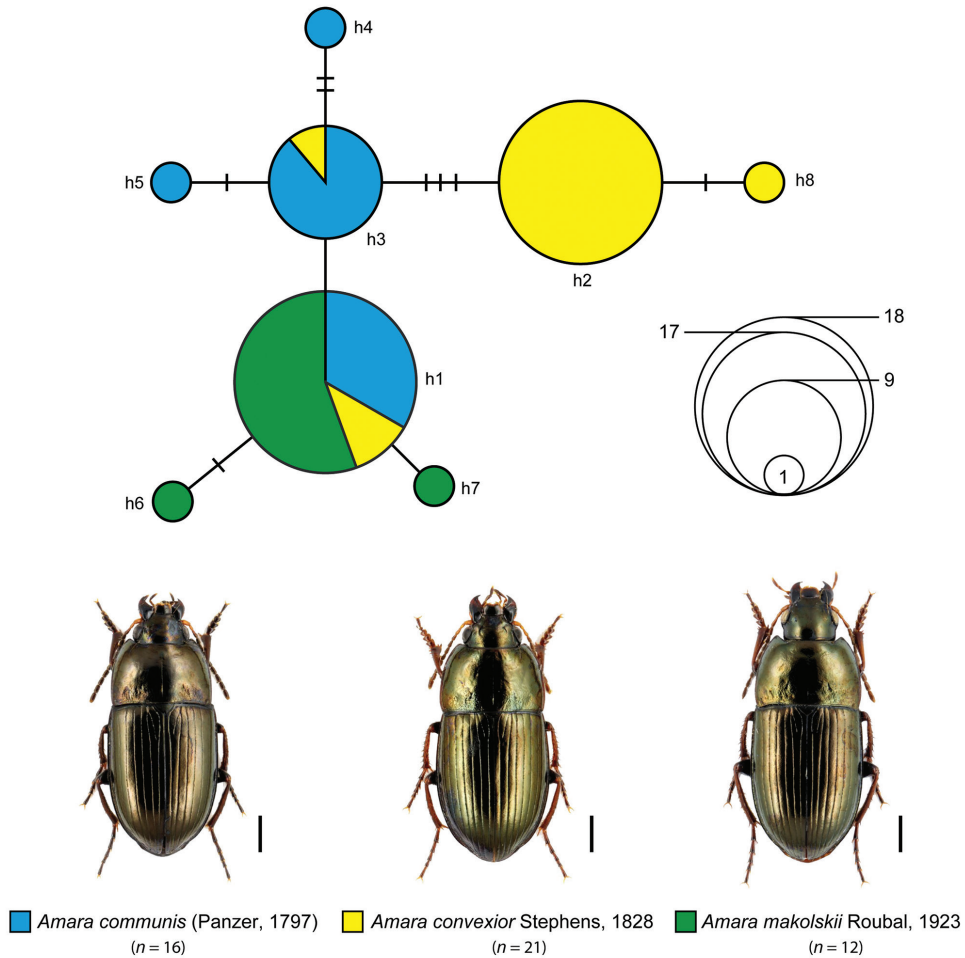 h4
h5
h8
h3
h2
18
17
h1
9
1
h6
h7
Amara communis (Panzer, 1797)
(n = 16)
Amara convexior Stephens, 1828
(n = 21)
Amara makolskii Roubal, 1923
(n = 12)